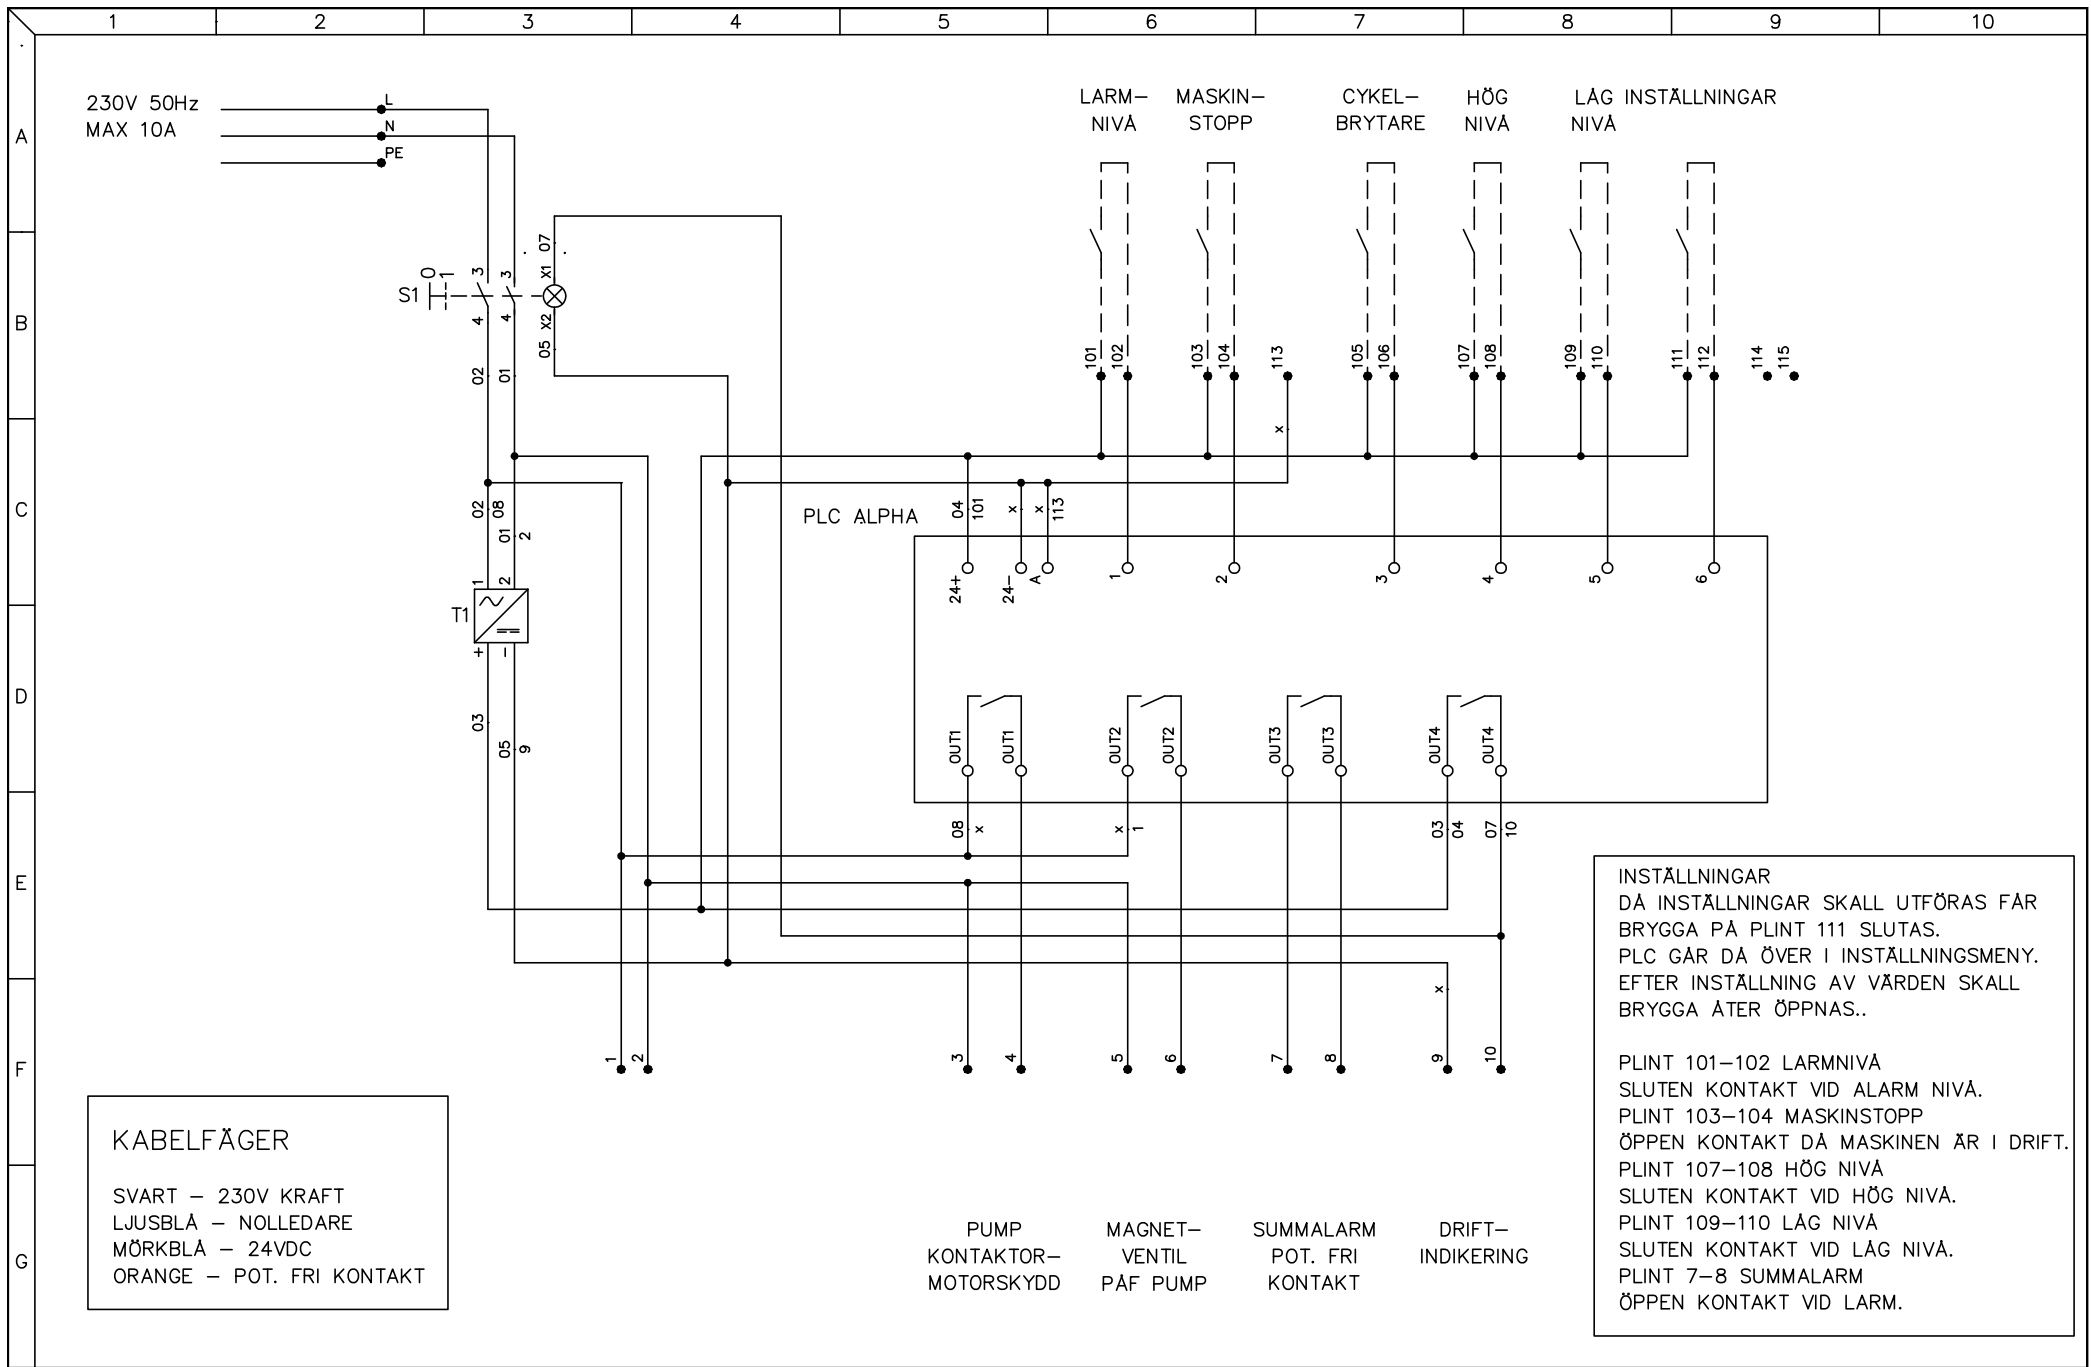 1 2 3 4 5 6 7 8 9 10
A
B
C
D
E
F
G
230V 50Hz
MAX 10A
L
N
PE
LARM-
NIVÅ
MASKIN-
STOPP
CYKEL-
BRYTARE
HÖG
NIVÅ
LÅG
NIVÅ
INSTÄLLNINGAR
S1
0
1
3
3
4
4
X1
07
X2
05
02
01
101
102
103
104
113
105
106
107
108
109
110
111
112
114
115
x
02
08
01
2
PLC ALPHA
04
101
x
x
113
1
2
T1
+
-
24+
24-
A
1
2
3
4
5
6
03
05
9
OUT1
OUT1
OUT2
OUT2
OUT3
OUT3
OUT4
OUT4
08
x
x
1
03
04
07
10
x
1
2
3
4
5
6
7
8
9
10
KABELFÄGER
SVART - 230V KRAFT
LJUSBLÅ - NOLLEDARE
MÖRKBLÅ - 24VDC
ORANGE - POT. FRI KONTAKT
PUMP
KONTAKTOR-
MOTORSKYDD
MAGNET-
VENTIL
PÅF PUMP
SUMMALARM
POT. FRI
KONTAKT
DRIFT-
INDIKERING
INSTÄLLNINGAR
DÅ INSTÄLLNINGAR SKALL UTFÖRAS FÅR
BRYGGA PÅ PLINT 111 SLUTAS.
PLC GÅR DÅ ÖVER I INSTÄLLNINGSMENY.
EFTER INSTÄLLNING AV VÄRDEN SKALL
BRYGGA ÅTER ÖPPNAS..
PLINT 101-102 LARMNIVÅ
SLUTEN KONTAKT VID ALARM NIVÅ.
PLINT 103-104 MASKINSTOPP
ÖPPEN KONTAKT DÅ MASKINEN ÄR I DRIFT.
PLINT 107-108 HÖG NIVÅ
SLUTEN KONTAKT VID HÖG NIVÅ.
PLINT 109-110 LÅG NIVÅ
SLUTEN KONTAKT VID LÅG NIVÅ.
PLINT 7-8 SUMMALARM
ÖPPEN KONTAKT VID LARM.